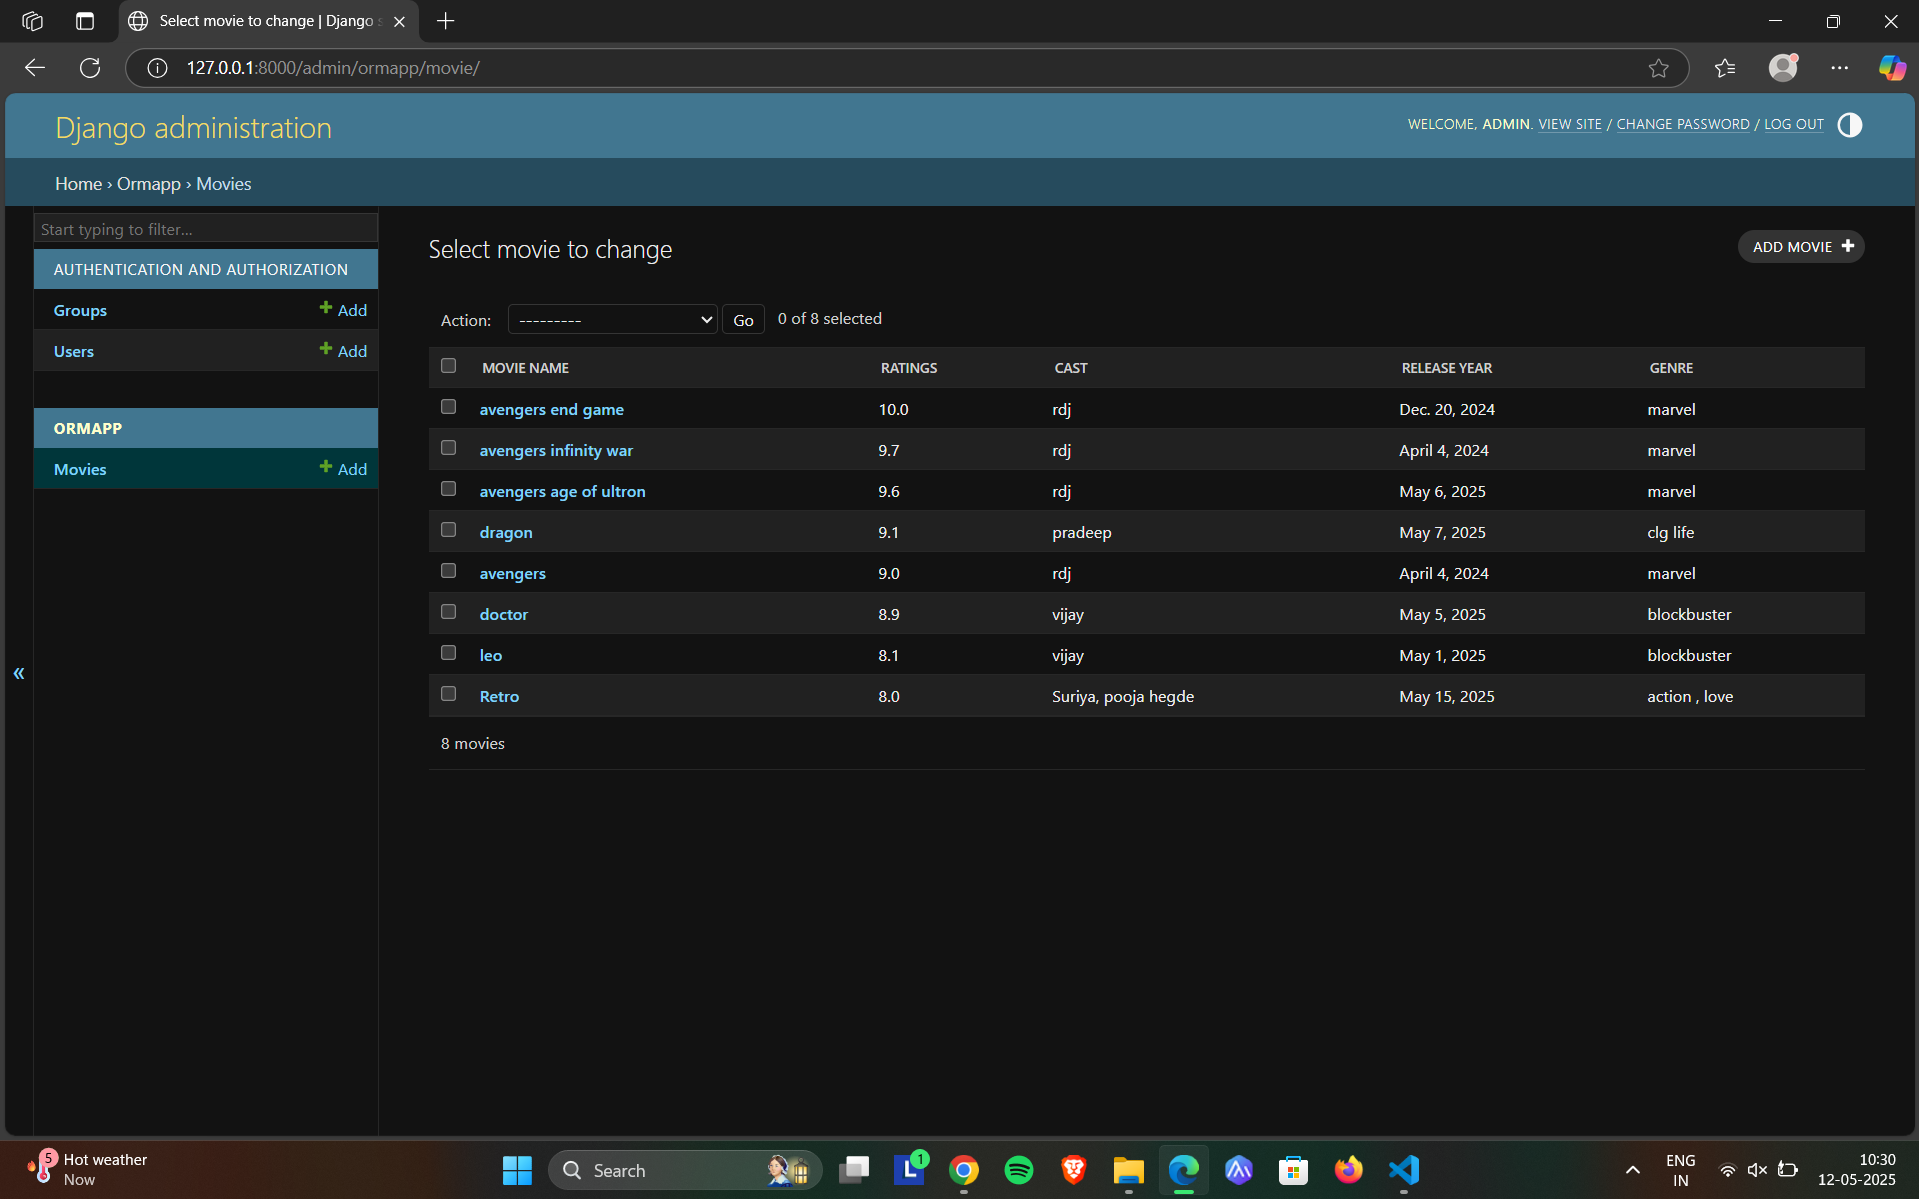 Select movie to change | Django s
127.0.0.1:8000/admin/ormapp/movie/
Django administration
WELCOME, ADMIN. VIEW SITE / CHANGE PASSWORD / LOG OUT
Home › Ormapp › Movies
Start typing to filter...
AUTHENTICATION AND AUTHORIZATION
Groups + Add
Users + Add
ORMAPP
Movies + Add
«
Select movie to change
ADD MOVIE +
Action: --------- Go 0 of 8 selected
MOVIE NAME RATINGS CAST RELEASE YEAR GENRE
avengers end game 10.0 rdj Dec. 20, 2024 marvel
avengers infinity war 9.7 rdj April 4, 2024 marvel
avengers age of ultron 9.6 rdj May 6, 2025 marvel
dragon 9.1 pradeep May 7, 2025 clg life
avengers 9.0 rdj April 4, 2024 marvel
doctor 8.9 vijay May 5, 2025 blockbuster
leo 8.1 vijay May 1, 2025 blockbuster
Retro 8.0 Suriya, pooja hegde May 15, 2025 action , love
8 movies
5
Hot weather
Now
Search
L 1
ENG
IN
10:30
12-05-2025